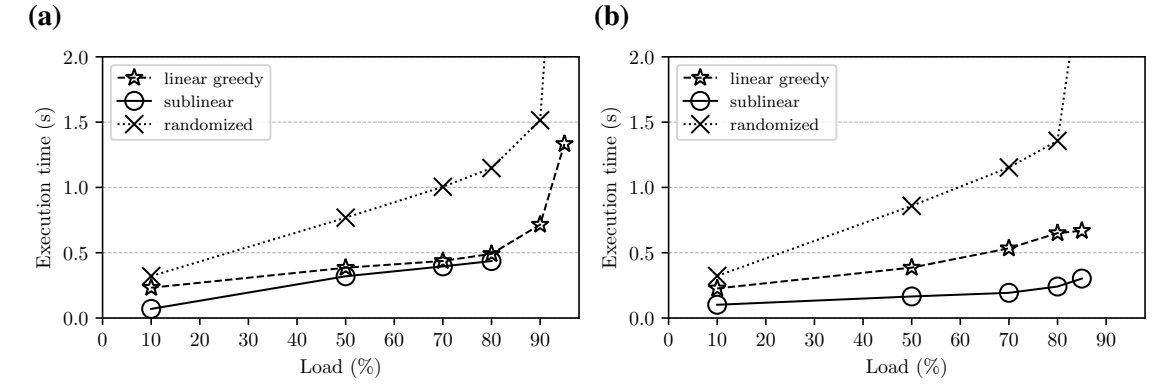 (a)
2.0
1.5
1.0
0.5
0.0
Execution time (s)
linear greedy
sublinear
randomized
0 10 20 30 40 50 60 70 80 90
Load (%)
(b)
2.0
1.5
1.0
0.5
0.0
Execution time (s)
linear greedy
sublinear
randomized
0 10 20 30 40 50 60 70 80 90
Load (%)